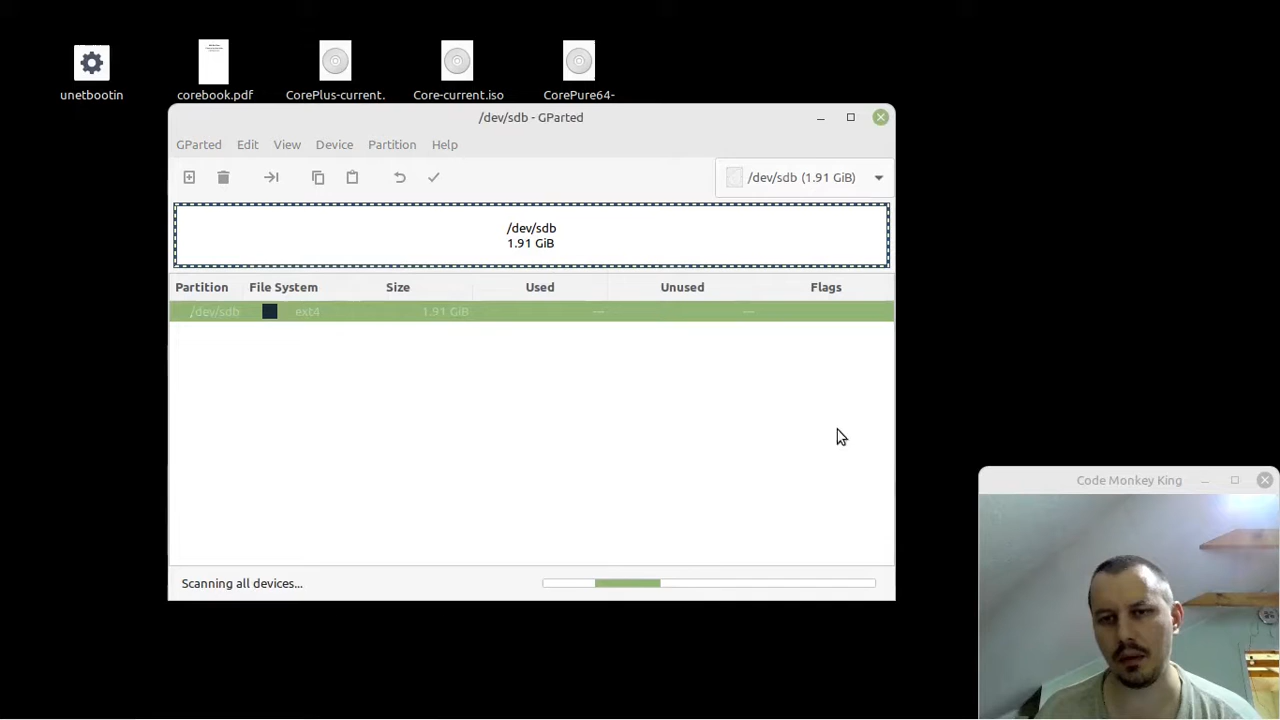 unetbootin
corebook.pdf
CorePlus-current.
Core-current.iso
CorePure64-
/dev/sdb - GParted
GParted Edit View Device Partition Help
/dev/sdb (1.91 GiB)
/dev/sdb
1.91 GiB
Partition File System Size Used Unused Flags
/dev/sdb ext4 1.91 GiB --- ---
Scanning all devices...
Code Monkey King